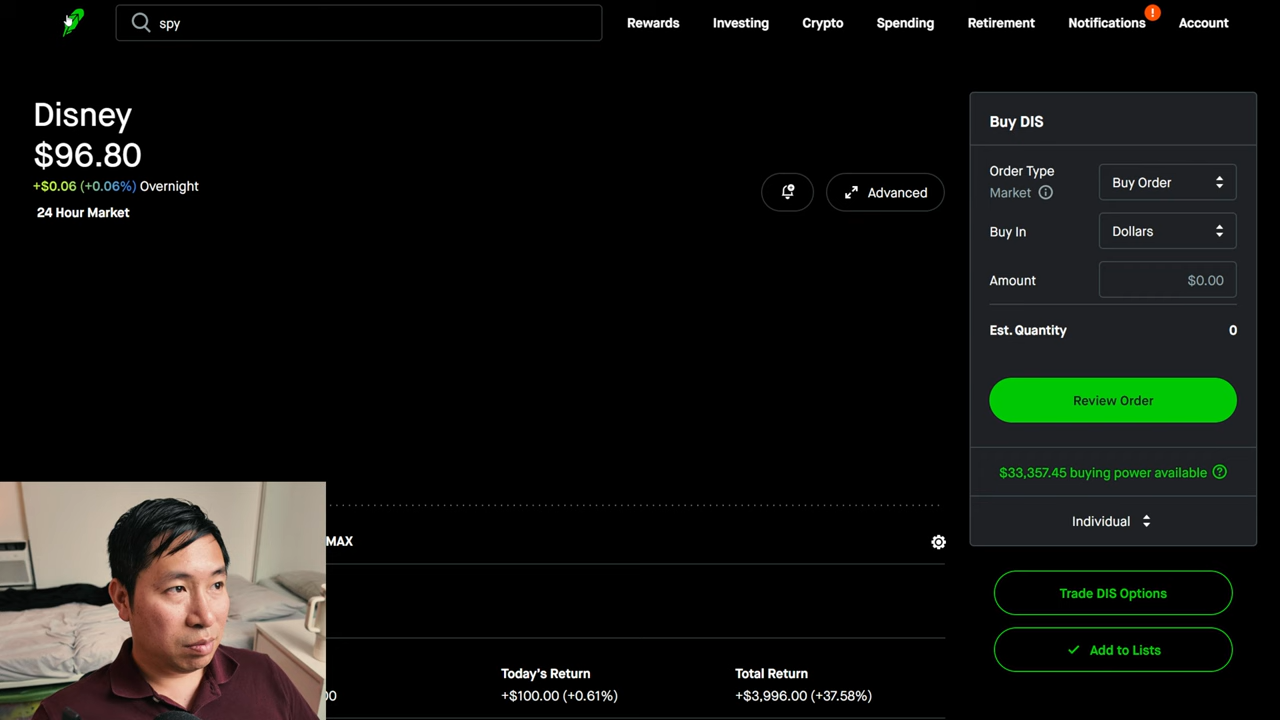 spy
Rewards
Investing
Crypto
Spending
Retirement
Notifications
!
Account
Disney
$96.80
+$0.06 (+0.06%) Overnight
24 Hour Market
Advanced
Buy DIS
Order Type
Market
Buy Order
Buy In
Dollars
Amount
$0.00
Est. Quantity
0
Review Order
$33,357.45 buying power available
Individual
Trade DIS Options
Add to Lists
MAX
Today's Return
+$100.00 (+0.61%)
Total Return
+$3,996.00 (+37.58%)